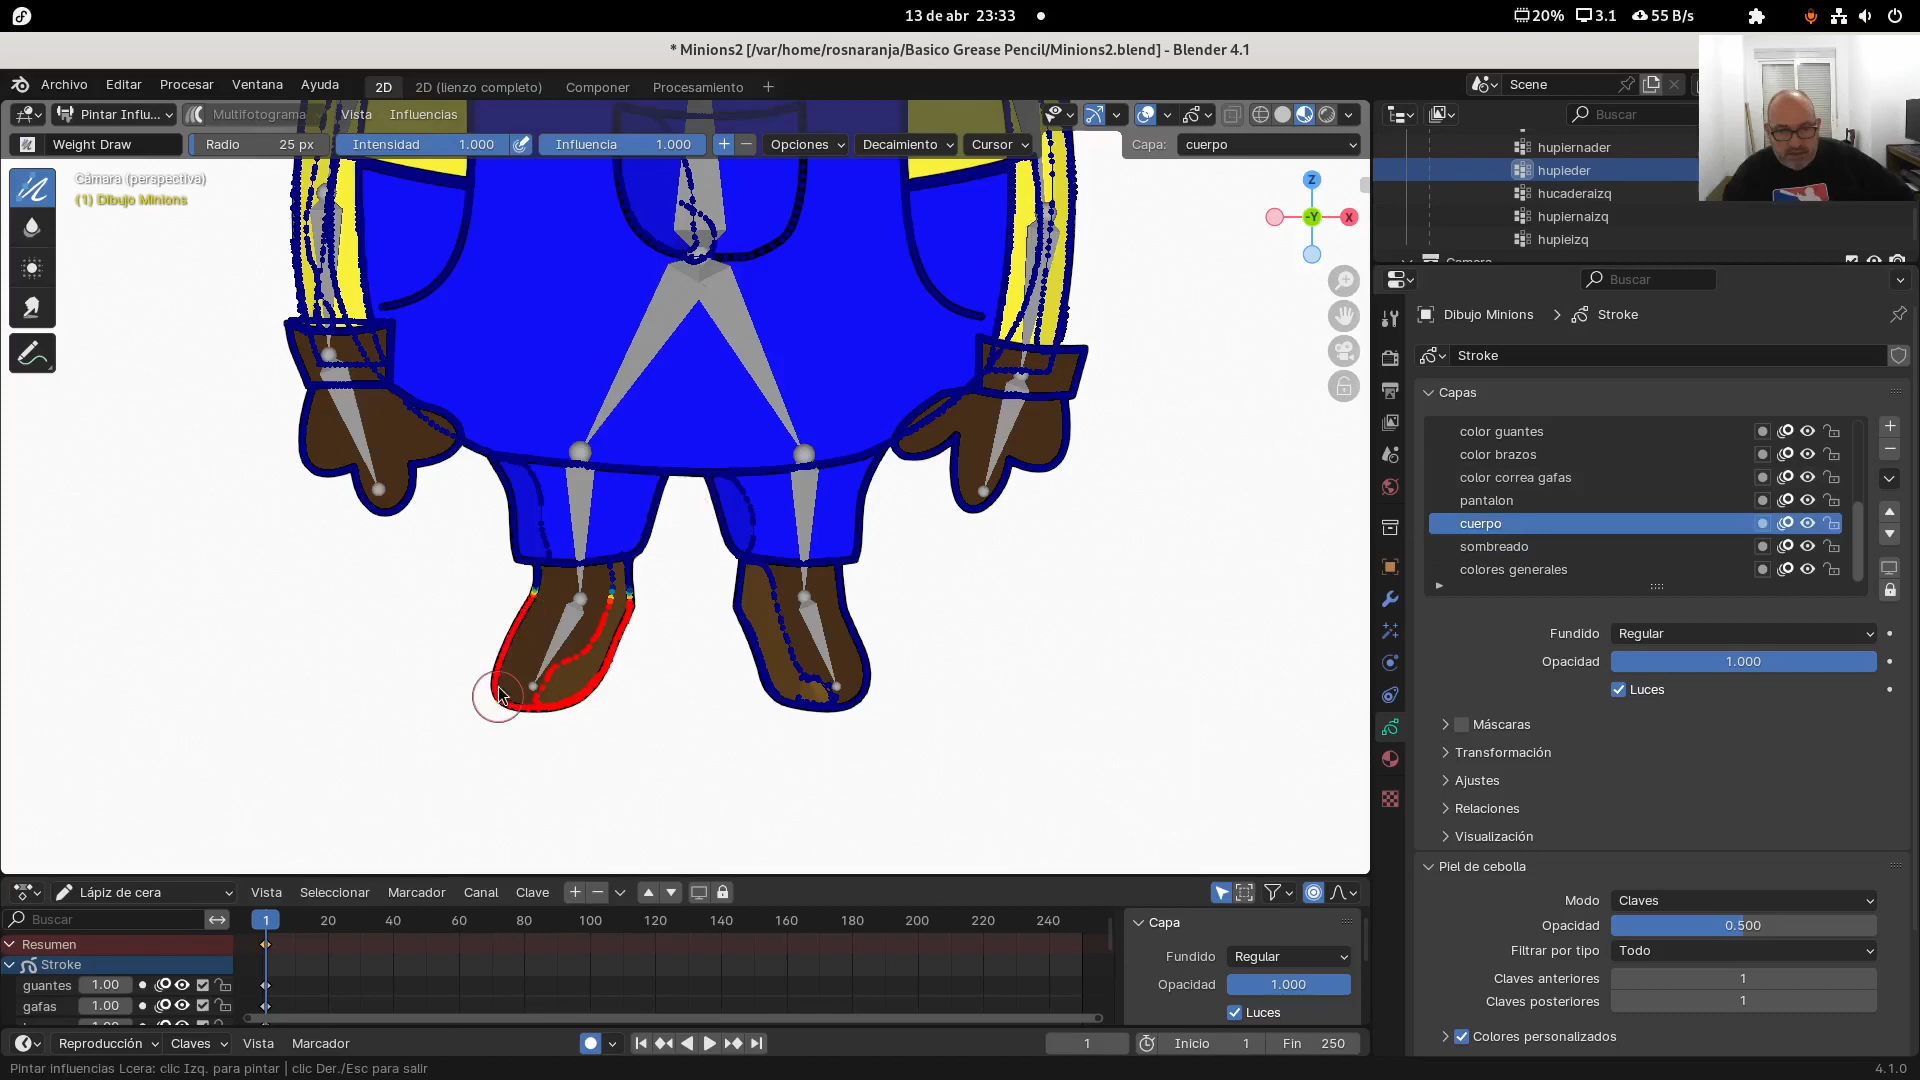 13 de abr 23:33
20% 3.1 55 B/s
* Minions2 [/var/home/rosnaranja/Basico Grease Pencil/Minions2.blend] - Blender 4.1
Archivo Editar Procesar Ventana Ayuda 2D 2D (lienzo completo) Componer Procesamiento
Scene
Pintar Influ... Multifotograma Vista Influencias
Weight Draw Radio 25 px Intensidad 1.000 Influencia 1.000 Opciones Decaimiento Cursor Capa: cuerpo
Cámara (perspectiva)
(1) Dibujo Minions
Z
-Y X
Buscar
hupiernader
hupieder
hucaderaizq
hupiernaizq
hupieizq
Buscar
Dibujo Minions > Stroke
Stroke
Capas
color guantes
color brazos
color correa gafas
pantalon
cuerpo
sombreado
colores generales
Fundido Regular
Opacidad 1.000
Luces
Máscaras
Transformación
Ajustes
Relaciones
Visualización
Piel de cebolla
Modo Claves
Opacidad 0.500
Filtrar por tipo Todo
Claves anteriores 1
Claves posteriores 1
Colores personalizados
Lápiz de cera Vista Seleccionar Marcador Canal Clave
Buscar
1 20 40 60 80 100 120 140 160 180 200 220 240
Resumen
Stroke
guantes 1.00
gafas 1.00
Capa
Fundido Regular
Opacidad 1.000
Luces
Reproducción Claves Vista Marcador 1 Inicio 1 Fin 250
Pintar influencias Lcera: clic Izq. para pintar | clic Der./Esc para salir
4.1.0